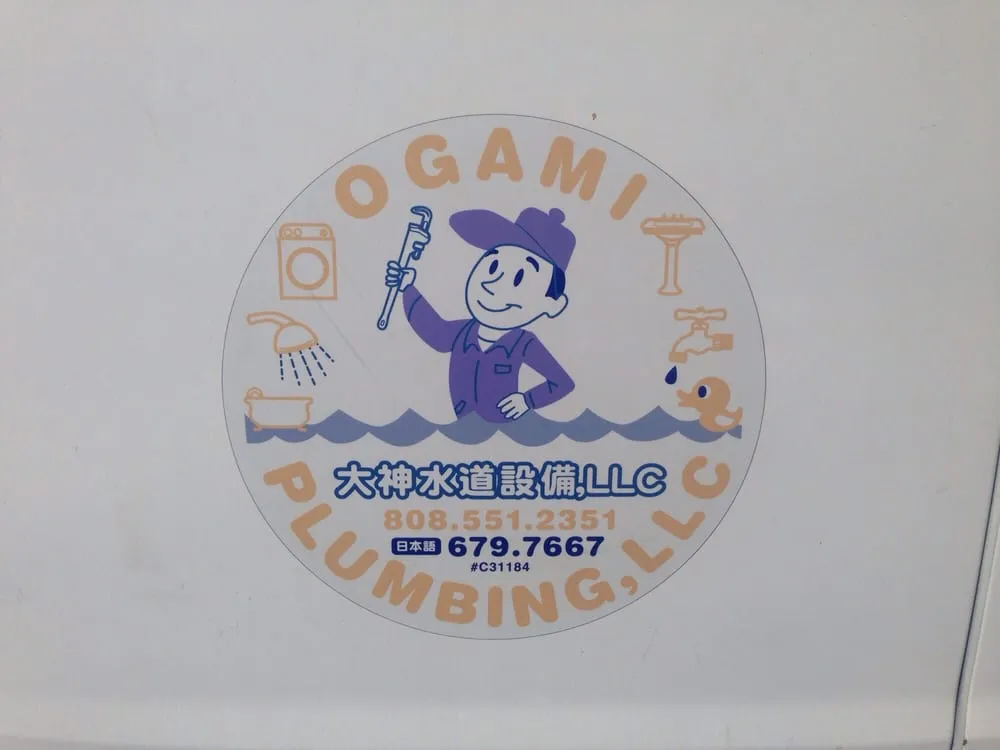 OGAMI
大神水道設備,LLC
808.551.2351
日本語 679.7667
#C31184
PLUMBING,LLC